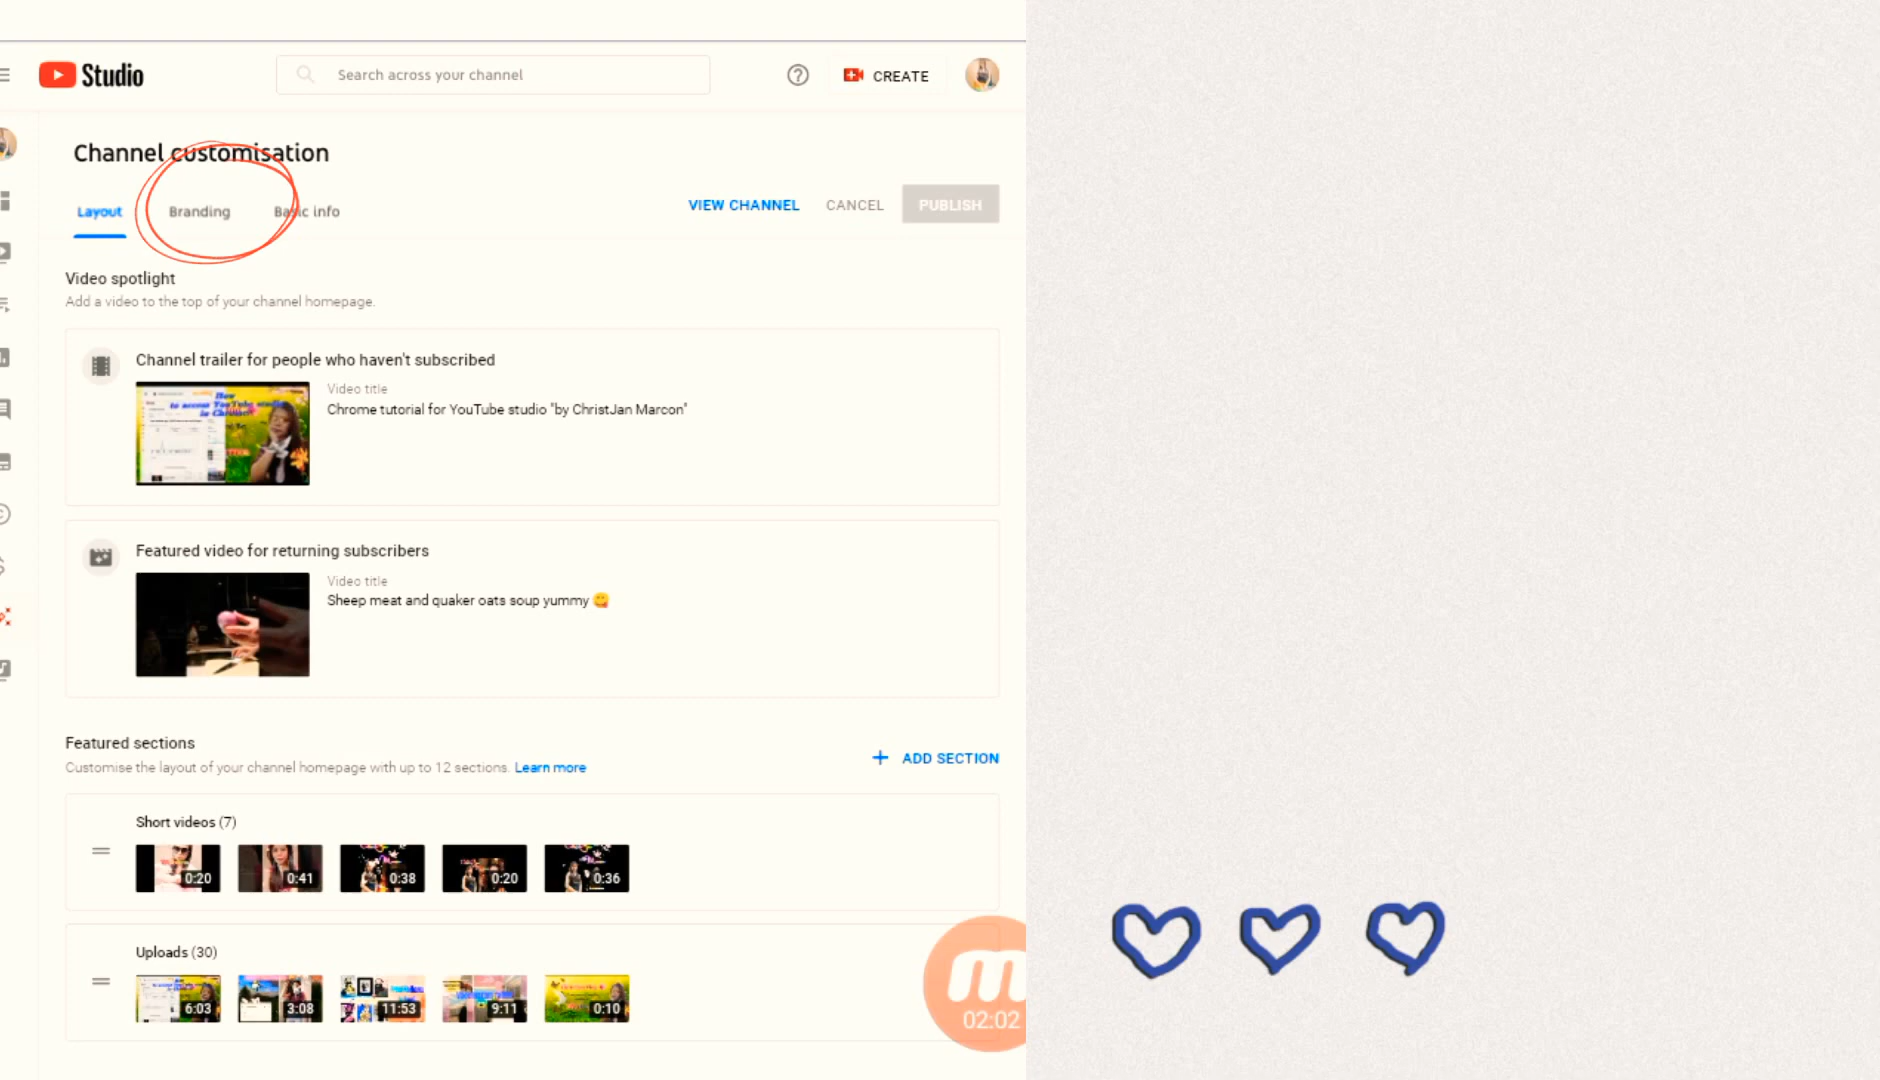 Studio
Search across your channel
CREATE
Channel customisation
Layout
Branding
Basic info
VIEW CHANNEL
CANCEL
PUBLISH
Video spotlight
Add a video to the top of your channel homepage.
Channel trailer for people who haven't subscribed
Video title
Chrome tutorial for YouTube studio "by ChristJan Marcon"
Featured video for returning subscribers
Video title
Sheep meat and quaker oats soup yummy 😋
Featured sections
Customise the layout of your channel homepage with up to 12 sections. Learn more
ADD SECTION
Short videos (7)
0:20
0:41
0:38
0:20
0:36
Uploads (30)
6:03
3:08
11:53
9:11
0:10
02:02